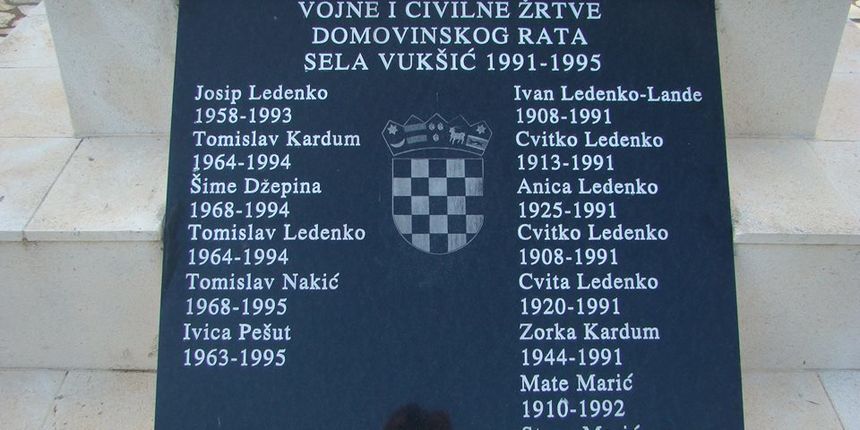 VOJNE I CIVILNE ŽRTVE
DOMOVINSKOG RATA
SELA VUKŠIĆ 1991-1995
Josip Ledenko
1958-1993
Tomislav Kardum
1964-1994
Šime Džepina
1968-1994
Tomislav Ledenko
1964-1994
Tomislav Nakić
1968-1995
Ivica Pešut
1963-1995
Ivan Ledenko-Lande
1908-1991
Cvitko Ledenko
1913-1991
Anica Ledenko
1925-1991
Cvitko Ledenko
1908-1991
Cvita Ledenko
1920-1991
Zorka Kardum
1944-1991
Mate Marić
1910-1992